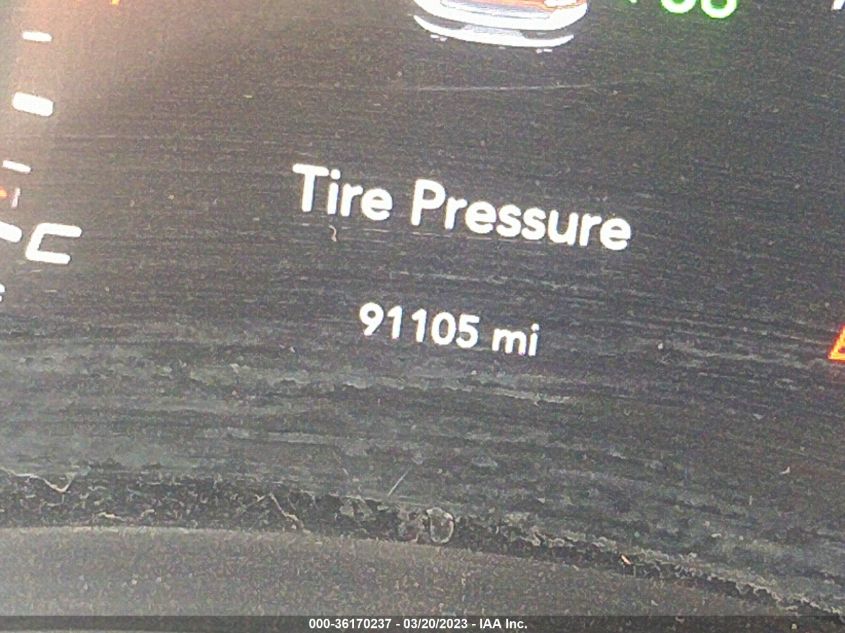 C
Tire Pressure
91105 mi
000-36170237 - 03/20/2023 - IAA Inc.